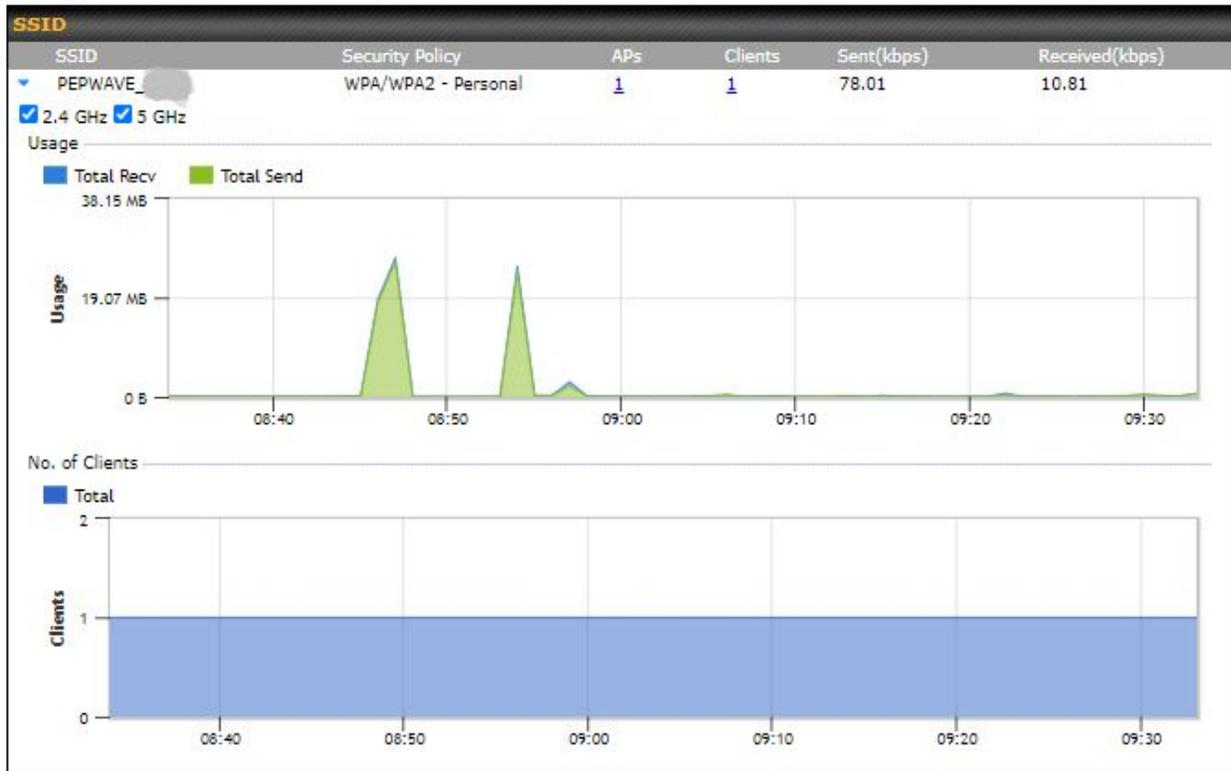 SSID
SSID Security Policy APs Clients Sent(kbps) Received(kbps)
PEPWAVE_ WPA/WPA2 - Personal 1 1 78.01 10.81
2.4 GHz 5 GHz
Usage
Total Recv Total Send
38.15 MB
Usage
19.07 MB
0 B
08:40 08:50 09:00 09:10 09:20 09:30
No. of Clients
Total
2
Clients
1
0
08:40 08:50 09:00 09:10 09:20 09:30